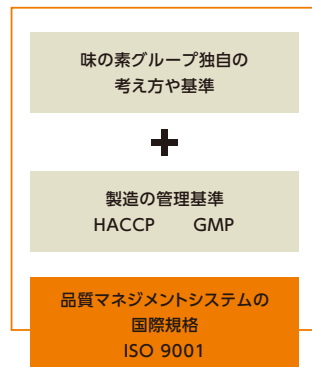 味の素グループ独自の
考え方や基準
+
製造の管理基準
HACCP GMP
品質マネジメントシステムの
国際規格
ISO 9001